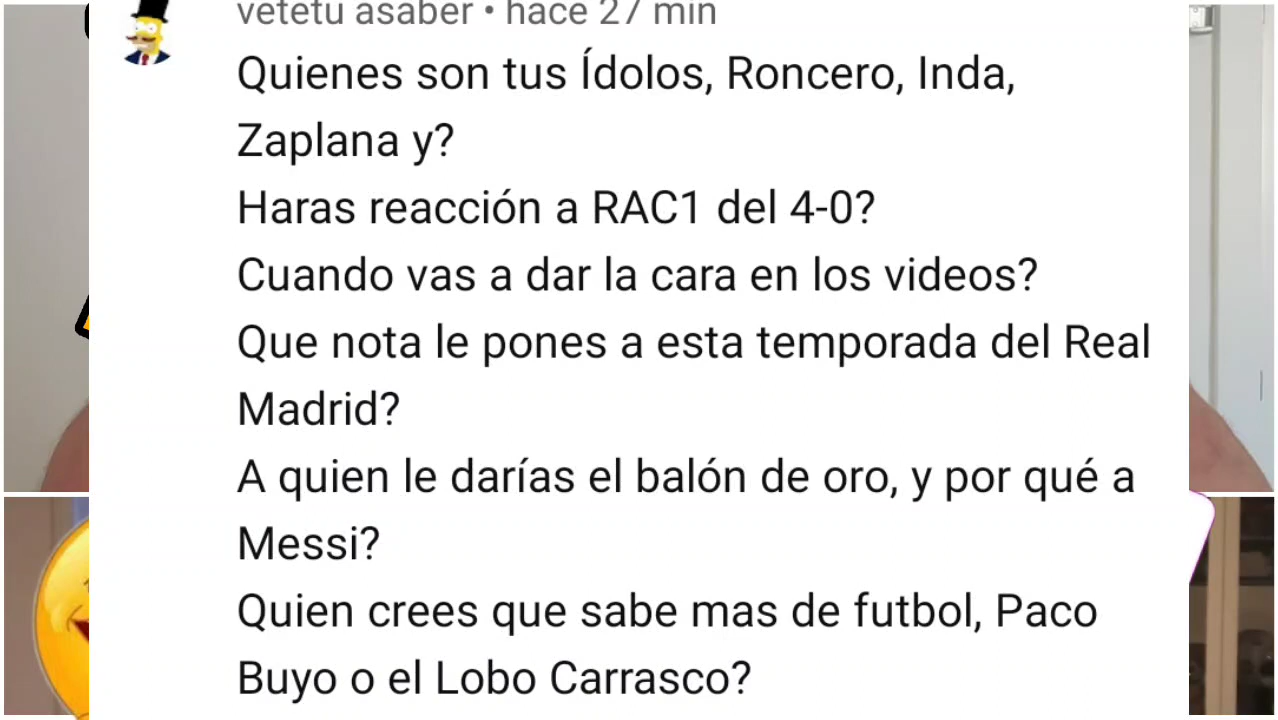 vetetu asaber • hace 27 min
Quienes son tus Ídolos, Roncero, Inda,
Zaplana y?
Haras reacción a RAC1 del 4-0?
Cuando vas a dar la cara en los videos?
Que nota le pones a esta temporada del Real
Madrid?
A quien le darías el balón de oro, y por qué a
Messi?
Quien crees que sabe mas de futbol, Paco
Buyo o el Lobo Carrasco?